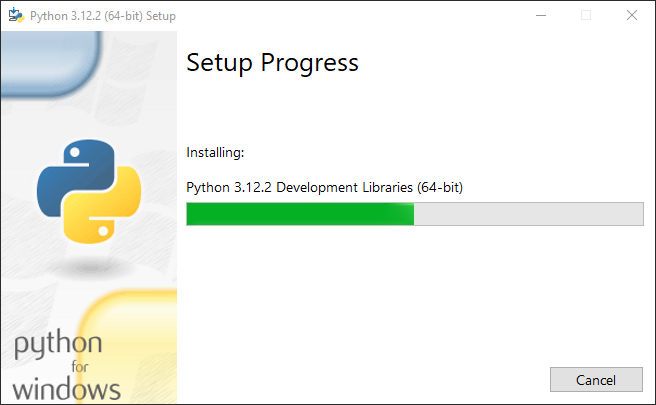 Python 3.12.2 (64-bit) Setup
Setup Progress
Installing:
Python 3.12.2 Development Libraries (64-bit)
python
for
windows
Cancel